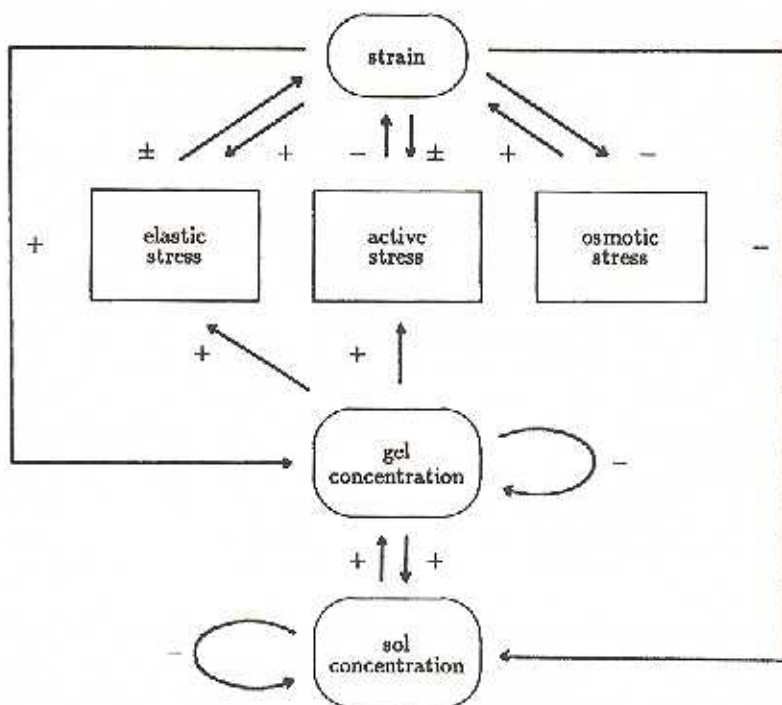 strain
± + − ± + −
elastic
stress
active
stress
osmotic
stress
+ −
+ +
gel
concentration
−
+ +
sol
concentration
−